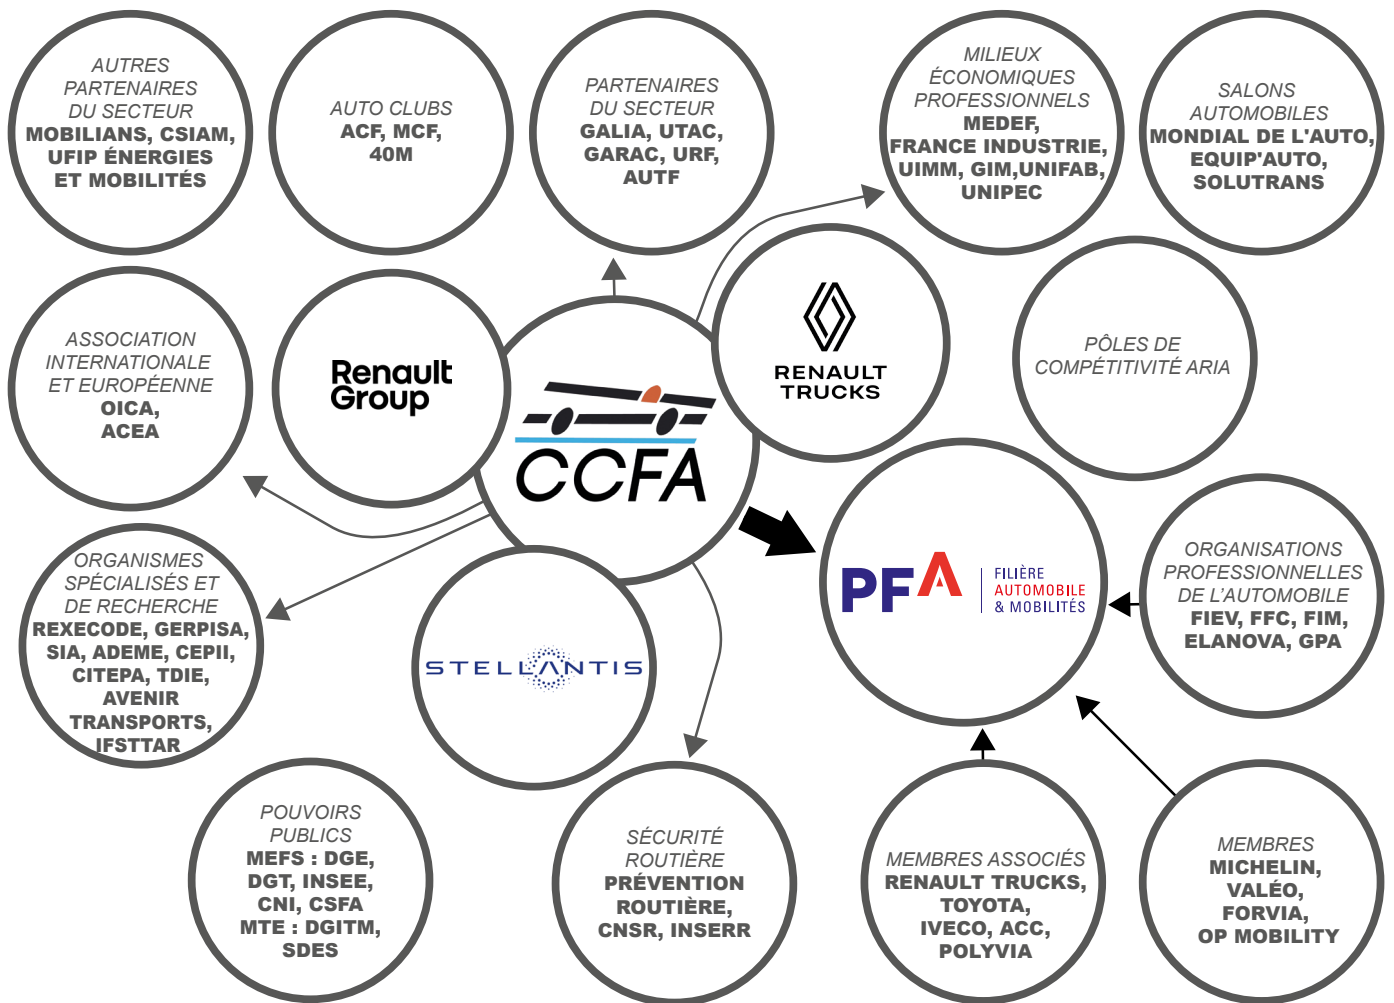 AUTRES
PARTENAIRES
DU SECTEUR
MOBILIANS, CSIAM,
UFIP ÉNERGIES
ET MOBILITÉS
AUTO CLUBS
ACF, MCF,
40M
PARTENAIRES
DU SECTEUR
GALIA, UTAC,
GARAC, URF,
AUTF
MILIEUX
ÉCONOMIQUES
PROFESSIONNELS
MEDEF,
FRANCE INDUSTRIE,
UIMM, GIM,UNIFAB,
UNIPEC
SALONS
AUTOMOBILES
MONDIAL DE L'AUTO,
EQUIP'AUTO,
SOLUTRANS
ASSOCIATION
INTERNATIONALE
ET EUROPÉENNE
OICA,
ACEA
Renault
Group
CCFA
RENAULT
TRUCKS
PÔLES DE
COMPÉTITIVITÉ ARIA
ORGANISMES
SPÉCIALISÉS ET
DE RECHERCHE
REXECODE, GERPISA,
SIA, ADEME, CEPII,
CITEPA, TDIE,
AVENIR
TRANSPORTS,
IFSTTAR
STELLANTIS
PFA
FILIÈRE
AUTOMOBILE
& MOBILITÉS
ORGANISATIONS
PROFESSIONNELLES
DE L’AUTOMOBILE
FIEV, FFC, FIM,
ELANOVA, GPA
POUVOIRS
PUBLICS
MEFS : DGE,
DGT, INSEE,
CNI, CSFA
MTE : DGITM,
SDES
SÉCURITÉ
ROUTIÈRE
PRÉVENTION
ROUTIÈRE,
CNSR, INSERR
MEMBRES ASSOCIÉS
RENAULT TRUCKS,
TOYOTA,
IVECO, ACC,
POLYVIA
MEMBRES
MICHELIN,
VALÉO,
FORVIA,
OP MOBILITY